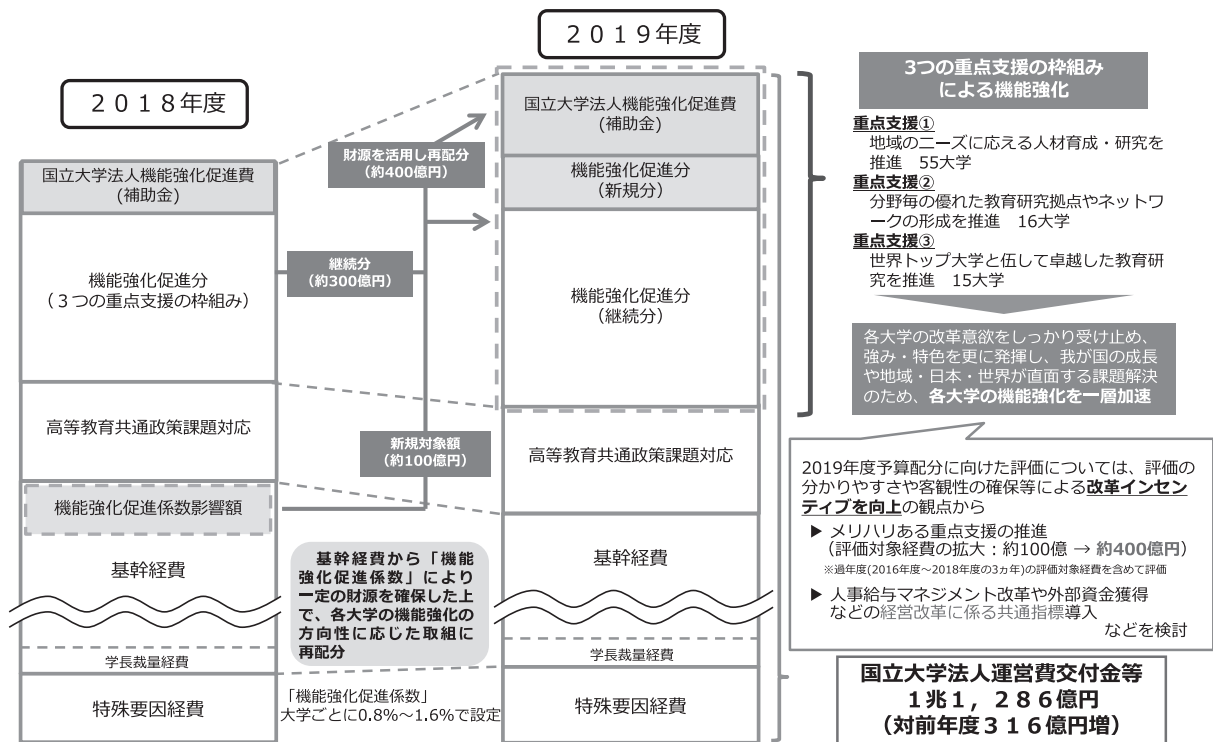 2018年度
国立大学法人機能強化促進費
(補助金)
機能強化促進分
(３つの重点支援の枠組み)
高等教育共通政策課題対応
機能強化促進係数影響額
基幹経費
学長裁量経費
特殊要因経費
財源を活用し再配分
(約400億円)
継続分
(約300億円)
新規対象額
(約100億円)
基幹経費から「機能
強化促進係数」により
一定の財源を確保した上
で、各大学の機能強化の
方向性に応じた取組に
再配分
「機能強化促進係数」
大学ごとに0.8%～1.6%で設定
2019年度
国立大学法人機能強化促進費
(補助金)
機能強化促進分
(新規分)
機能強化促進分
(継続分)
高等教育共通政策課題対応
基幹経費
学長裁量経費
特殊要因経費
3つの重点支援の枠組み
による機能強化
重点支援①
地域のニーズに応える人材育成・研究を
推進　55大学
重点支援②
分野毎の優れた教育研究拠点やネットワ
ークの形成を推進　16大学
重点支援③
世界トップ大学と伍して卓越した教育研
究を推進　15大学
各大学の改革意欲をしっかり受け止め、
強み・特色を更に発揮し、我が国の成長
や地域・日本・世界が直面する課題解決
のため、各大学の機能強化を一層加速
2019年度予算配分に向けた評価については、評価の
分かりやすさや客観性の確保等による改革インセン
ティブを向上の観点から
▶ メリハリある重点支援の推進
(評価対象経費の拡大：約100億 → 約400億円)
※過年度(2016年度～2018年度の3ヵ年)の評価対象経費を含めて評価
▶ 人事給与マネジメント改革や外部資金獲得
などの経営改革に係る共通指標導入
などを検討
国立大学法人運営費交付金等
１兆１，２８６億円
(対前年度３１６億円増)